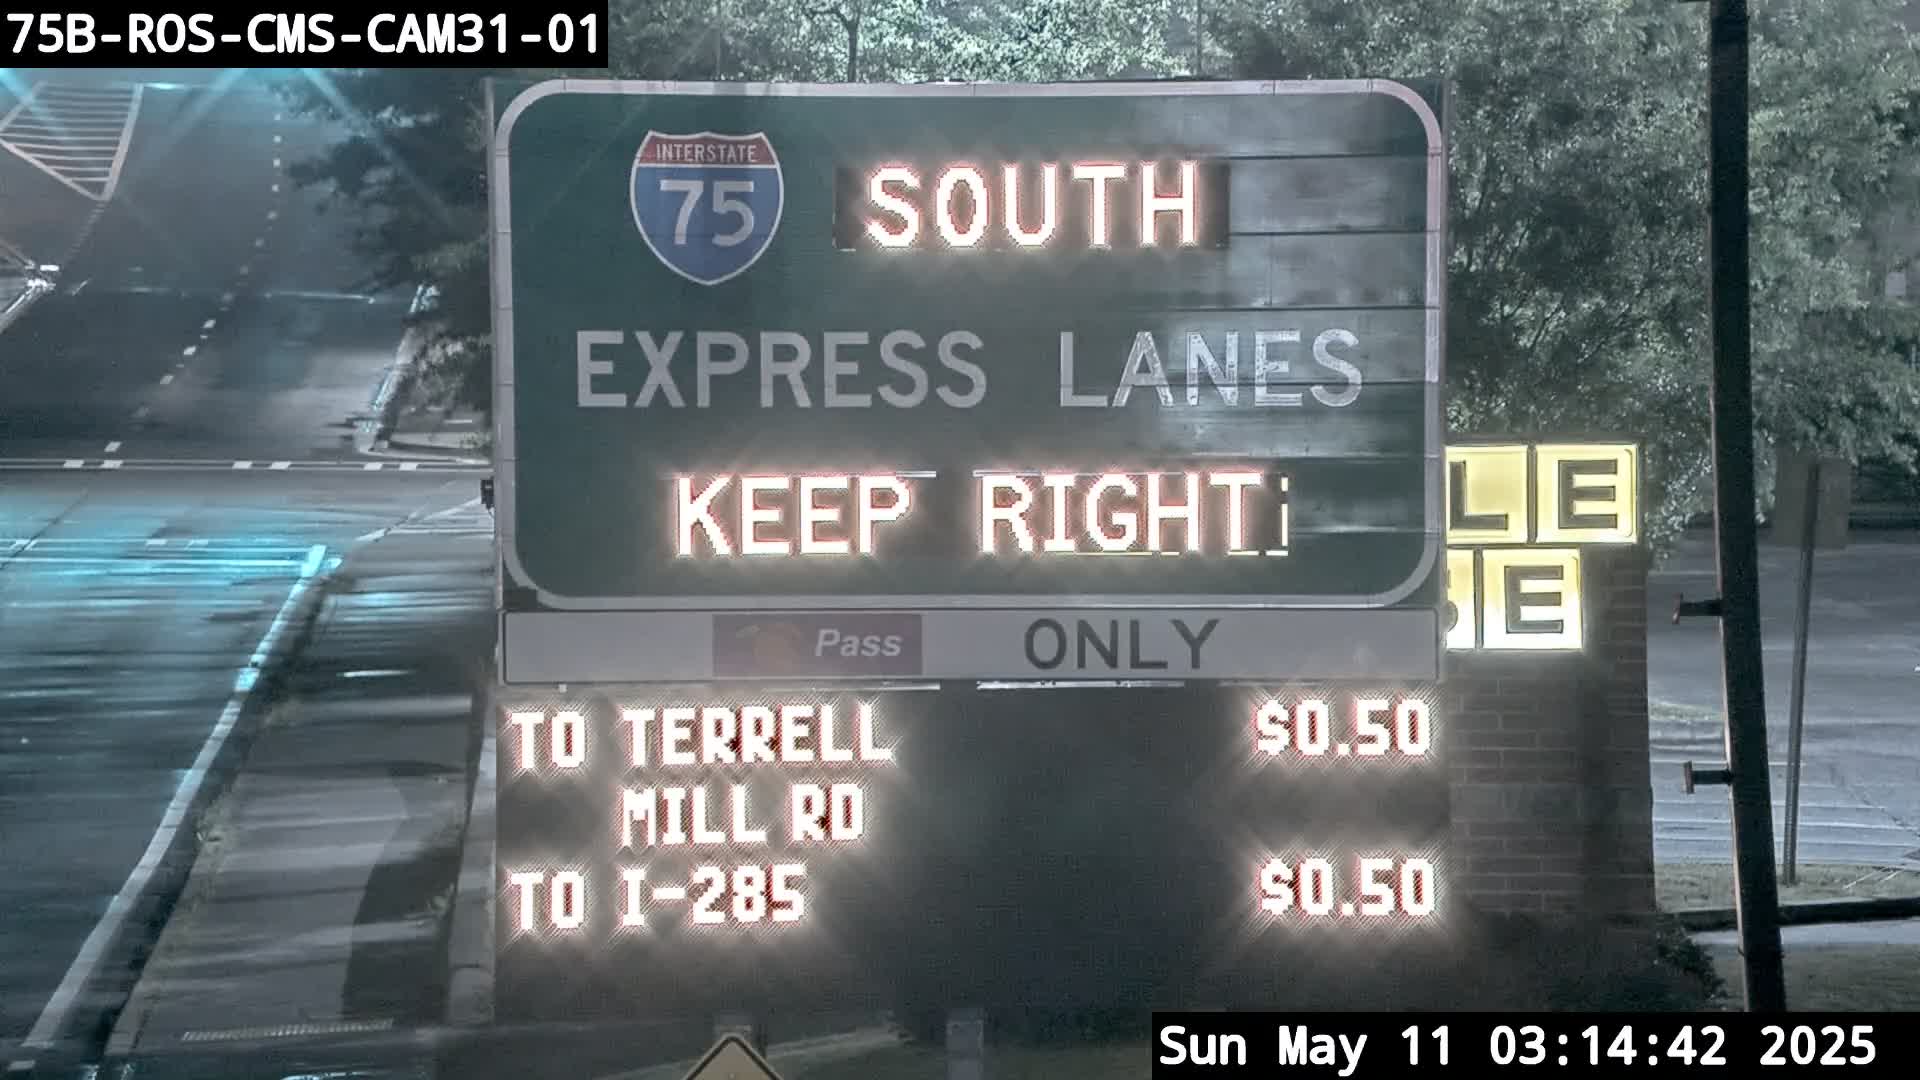 75B-ROS-CMS-CAM31-01
INTERSTATE
75
SOUTH
EXPRESS LANES
KEEP RIGHT
Pass ONLY
LE
E
TO TERRELL $0.50
MILL RD
TO I-285 $0.50
Sun May 11 03:14:42 2025